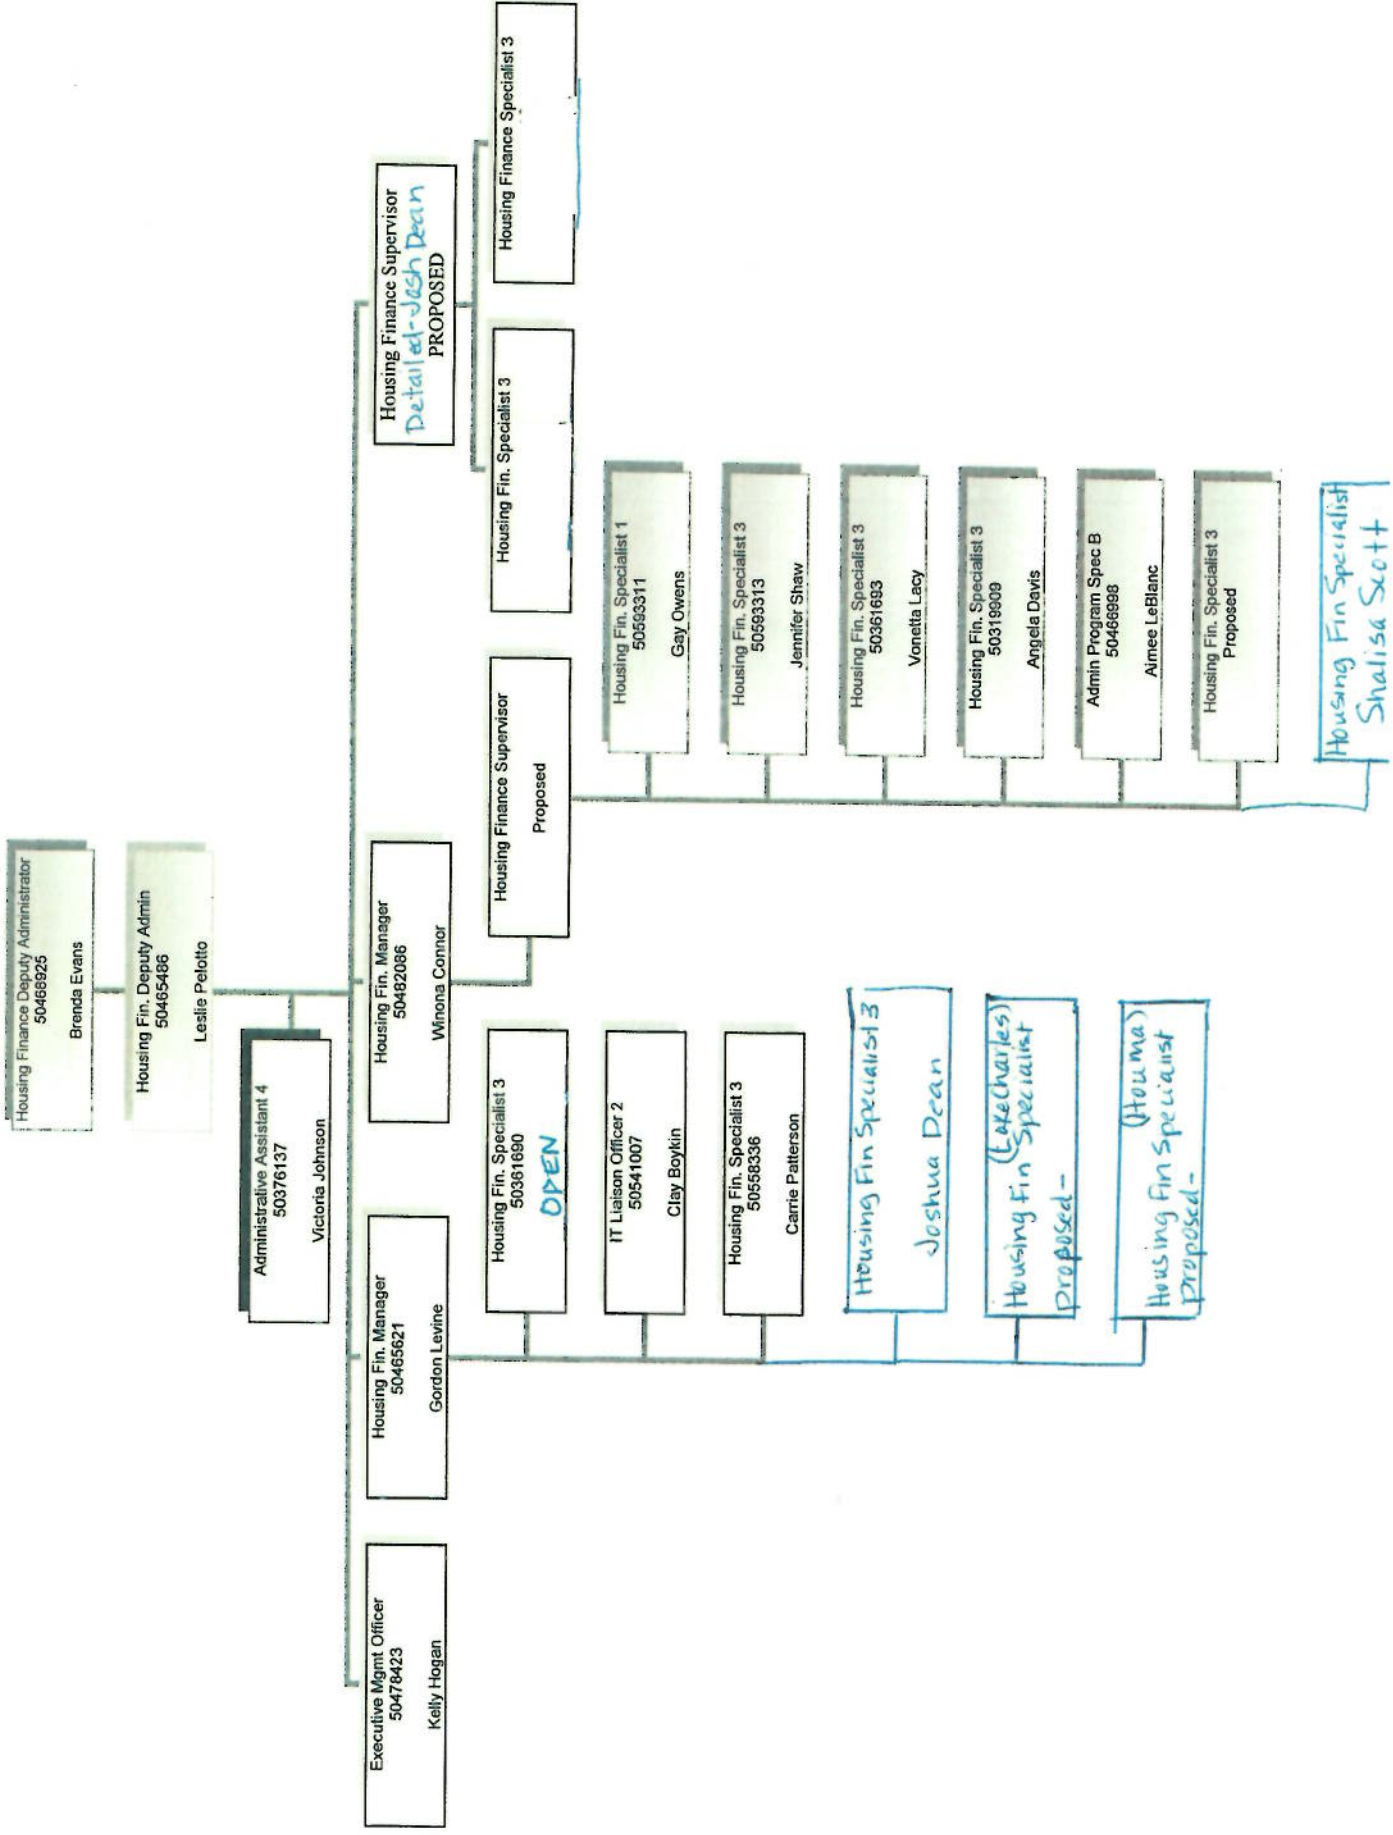 Housing Finance Deputy Administrator
50468925
Brenda Evans
Housing Fin. Deputy Admin
50465486
Leslie Pelotto
Administrative Assistant 4
50376137
Victoria Johnson
Executive Mgmt Officer
50478423
Kelly Hogan
Housing Fin. Manager
50465621
Gordon Levine
Housing Fin. Specialist 3
50361690
OPEN
IT Liaison Officer 2
50541007
Clay Boykin
Housing Fin. Specialist 3
50558336
Carrie Patterson
Housing Fin Specialist 3
Joshua Dean
(Lake Charles)
Housing Fin Specialist
Proposed-
(Houma)
Housing Fin Specialist
Proposed-
Housing Fin. Manager
50482086
Winona Connor
Housing Finance Supervisor
Proposed
Housing Fin. Specialist 1
50593311
Gay Owens
Housing Fin. Specialist 3
50593313
Jennifer Shaw
Housing Fin. Specialist 3
50361693
Vonetta Lacy
Housing Fin. Specialist 3
50319909
Angela Davis
Admin Program Spec B
50466998
Aimee LeBlanc
Housing Fin. Specialist 3
Proposed
Housing Fin Specialist
Shalisa Scott
Housing Finance Supervisor
Detailed-Josh Dean
PROPOSED
Housing Fin. Specialist 3
Housing Finance Specialist 3